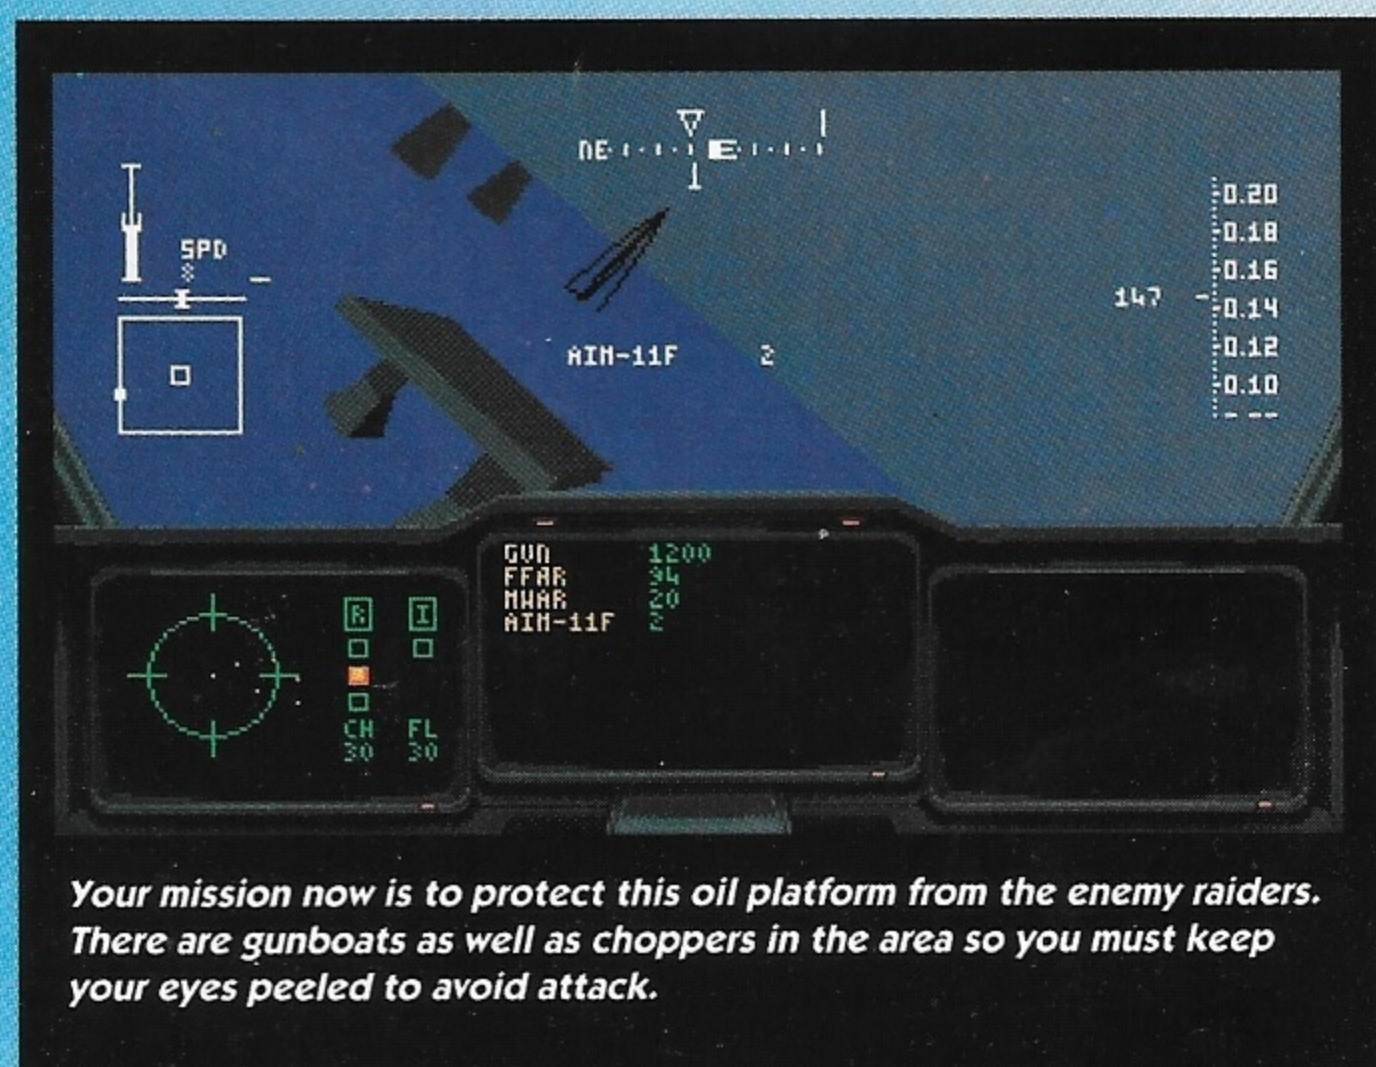 NE E
SPD
8
0.20
0.18
0.16
147 0.14
0.12
0.10
AIM-11F 2
GUN 1200
FFAR 94
MWAR 20
AIM-11F 2
R I
CH FL
30 30
Your mission now is to protect this oil platform from the enemy raiders.
There are gunboats as well as choppers in the area so you must keep
your eyes peeled to avoid attack.